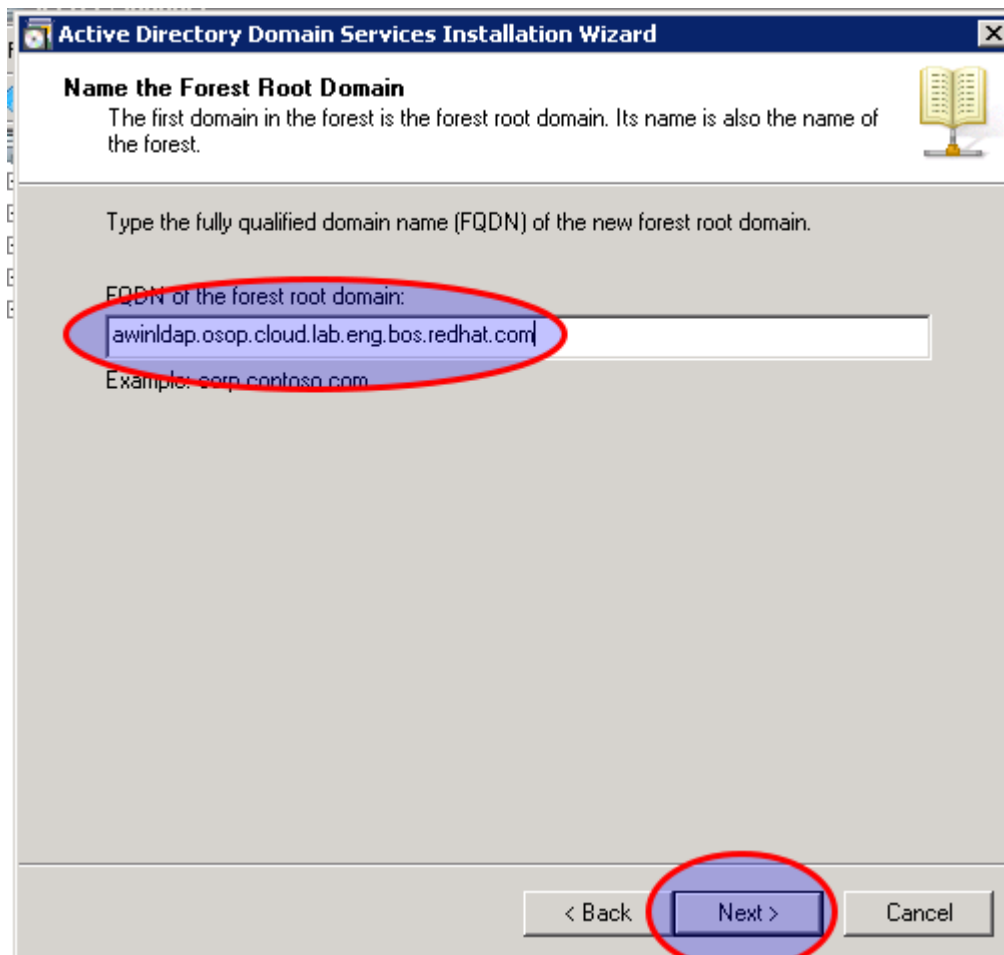 Active Directory Domain Services Installation Wizard
Name the Forest Root Domain
The first domain in the forest is the forest root domain. Its name is also the name of
the forest.
Type the fully qualified domain name (FQDN) of the new forest root domain.
FQDN of the forest root domain:
awinldap.osop.cloud.lab.eng.bos.redhat.com
Example: corp.contoso.com
< Back
Next >
Cancel